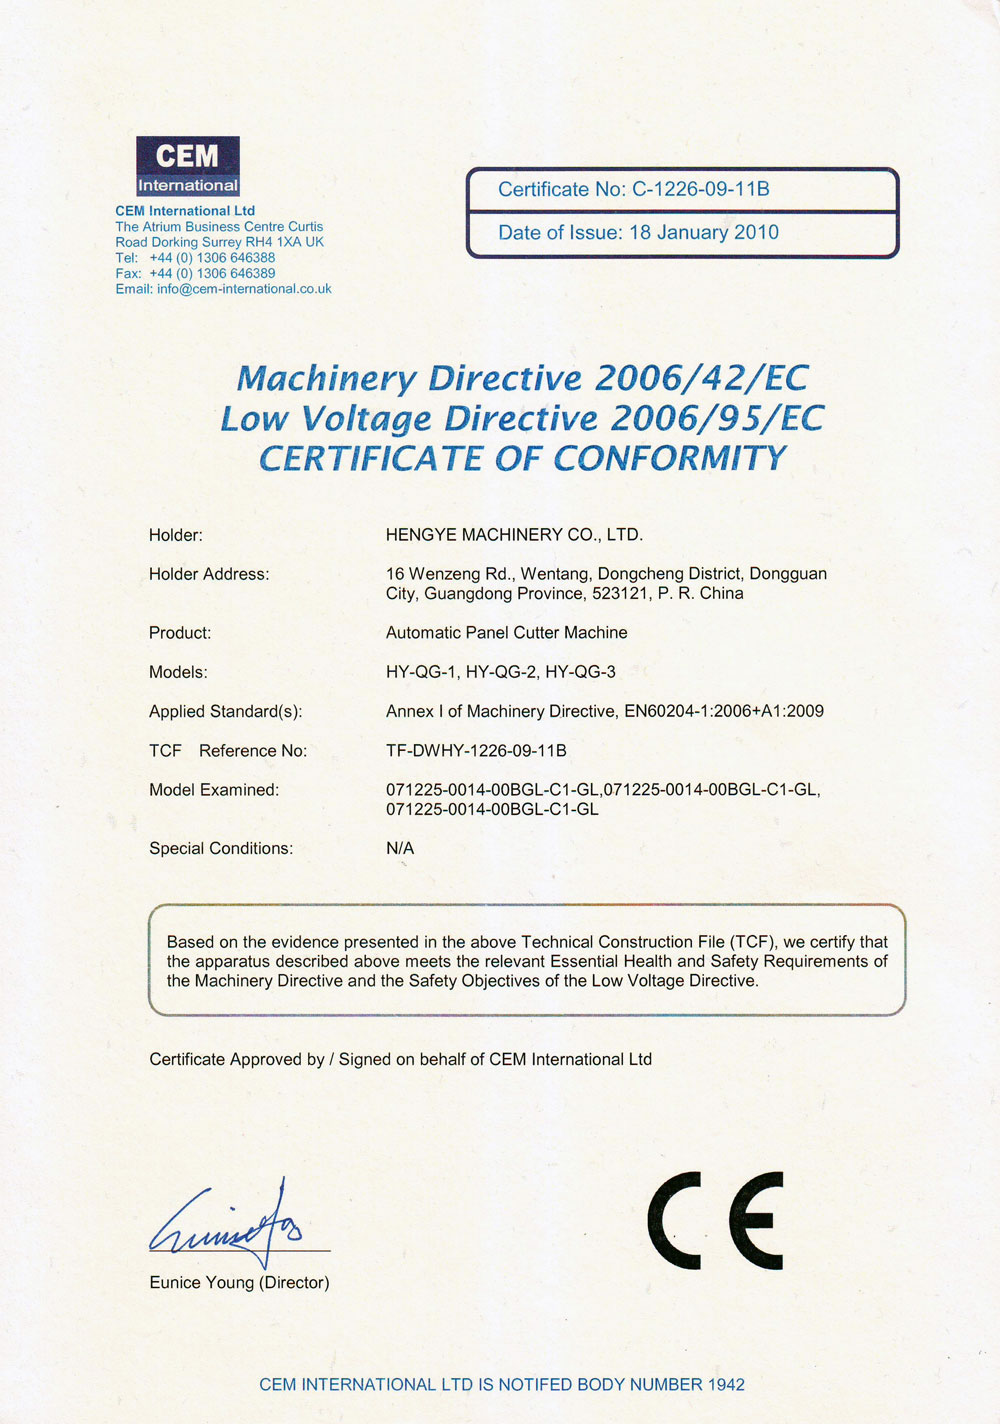 CEM
International
CEM International Ltd
The Atrium Business Centre Curtis
Road Dorking Surrey RH4 1XA UK
Tel: +44 (0) 1306 646388
Fax: +44 (0) 1306 646389
Email: info@cem-international.co.uk
Certificate No: C-1226-09-11B
Date of Issue: 18 January 2010
Machinery Directive 2006/42/EC
Low Voltage Directive 2006/95/EC
CERTIFICATE OF CONFORMITY
Holder: HENGYE MACHINERY CO., LTD.
Holder Address: 16 Wenzeng Rd., Wentang, Dongcheng District, Dongguan
City, Guangdong Province, 523121, P. R. China
Product: Automatic Panel Cutter Machine
Models: HY-QG-1, HY-QG-2, HY-QG-3
Applied Standard(s): Annex I of Machinery Directive, EN60204-1:2006+A1:2009
TCF Reference No: TF-DWHY-1226-09-11B
Model Examined: 071225-0014-00BGL-C1-GL,071225-0014-00BGL-C1-GL,
071225-0014-00BGL-C1-GL
Special Conditions: N/A
Based on the evidence presented in the above Technical Construction File (TCF), we certify that
the apparatus described above meets the relevant Essential Health and Safety Requirements of
the Machinery Directive and the Safety Objectives of the Low Voltage Directive.
Certificate Approved by / Signed on behalf of CEM International Ltd
Eunice Young (Director)
CE
CEM INTERNATIONAL LTD IS NOTIFED BODY NUMBER 1942